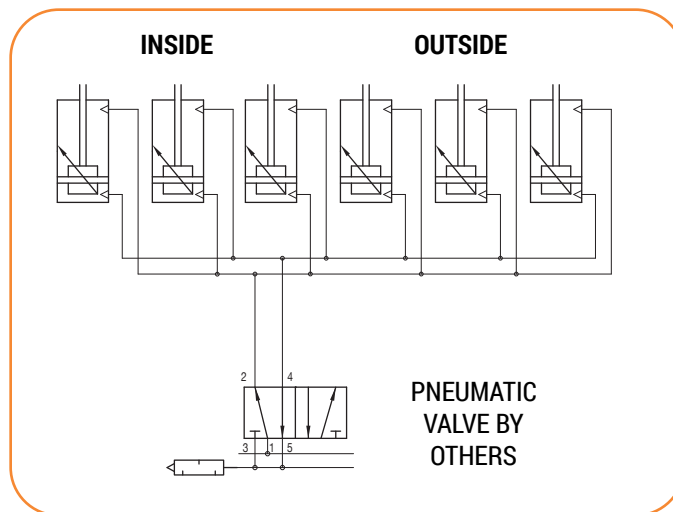 INSIDE
OUTSIDE
2
4
3
1
5
PNEUMATIC
VALVE BY
OTHERS